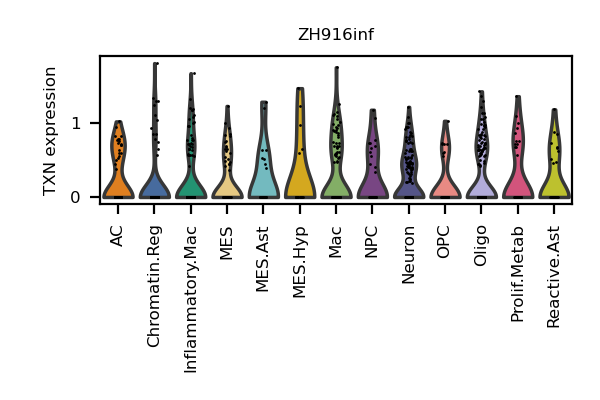 ZH916inf
TXN expression
1
0
AC
Chromatin.Reg
Inflammatory.Mac
MES
MES.Ast
MES.Hyp
Mac
NPC
Neuron
OPC
Oligo
Prolif.Metab
Reactive.Ast